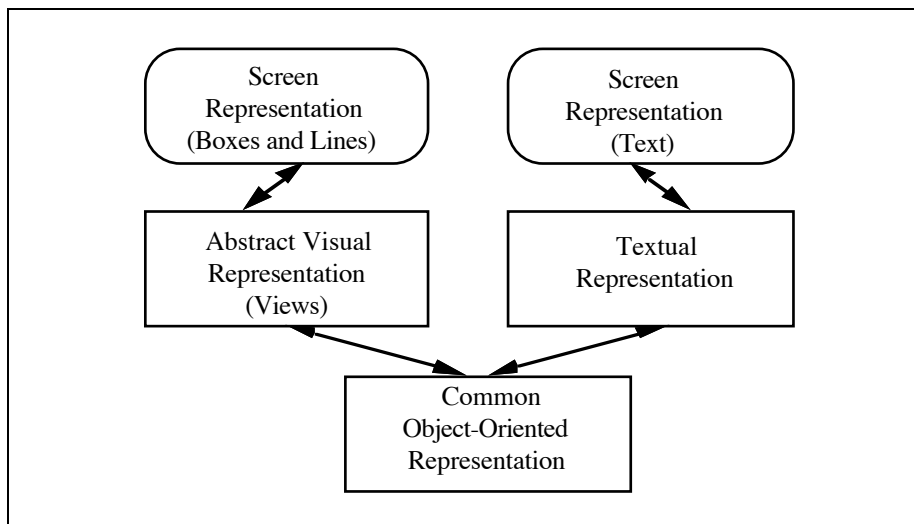 Screen
Representation
(Boxes and Lines)
Screen
Representation
(Text)
Abstract Visual
Representation
(Views)
Textual
Representation
Common
Object-Oriented
Representation